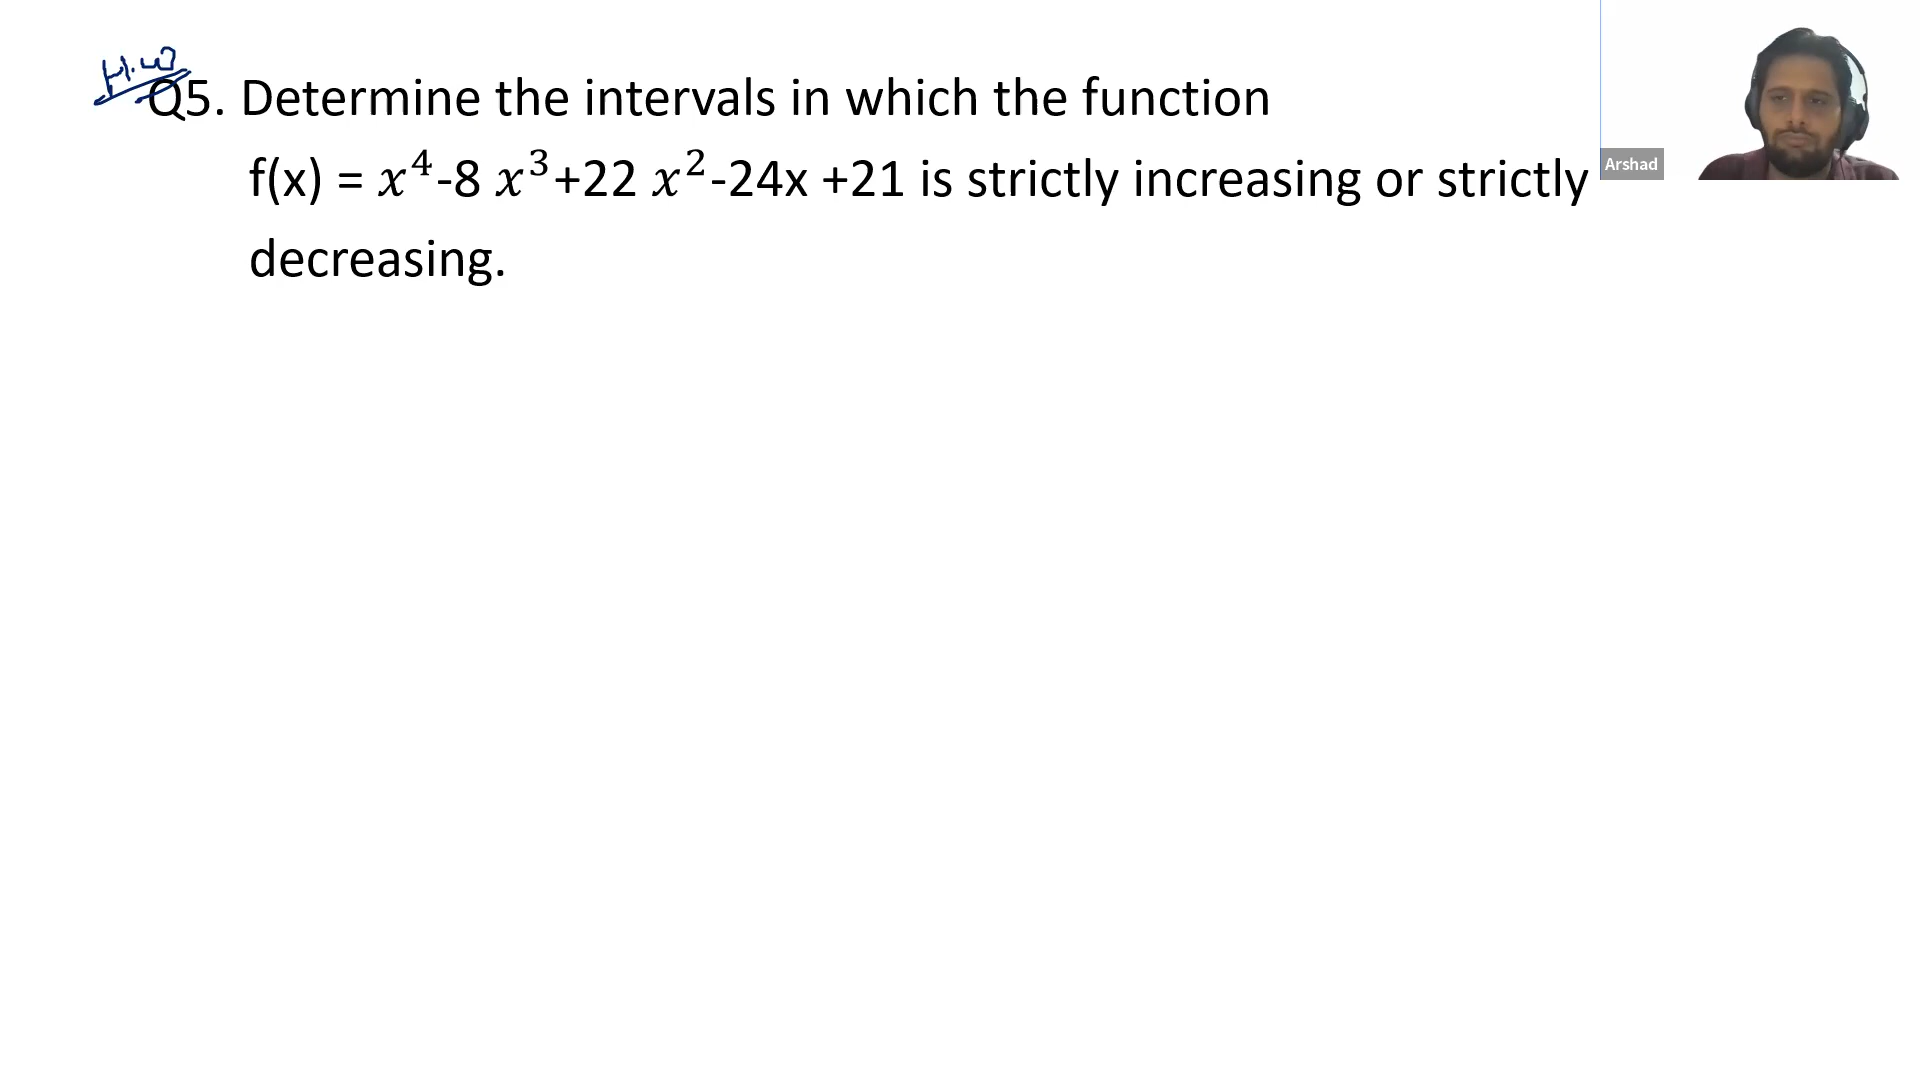 H.W
Q5. Determine the intervals in which the function
f(x) = x⁴-8 x³+22 x²-24x +21 is strictly increasing or strictly
decreasing.
Arshad